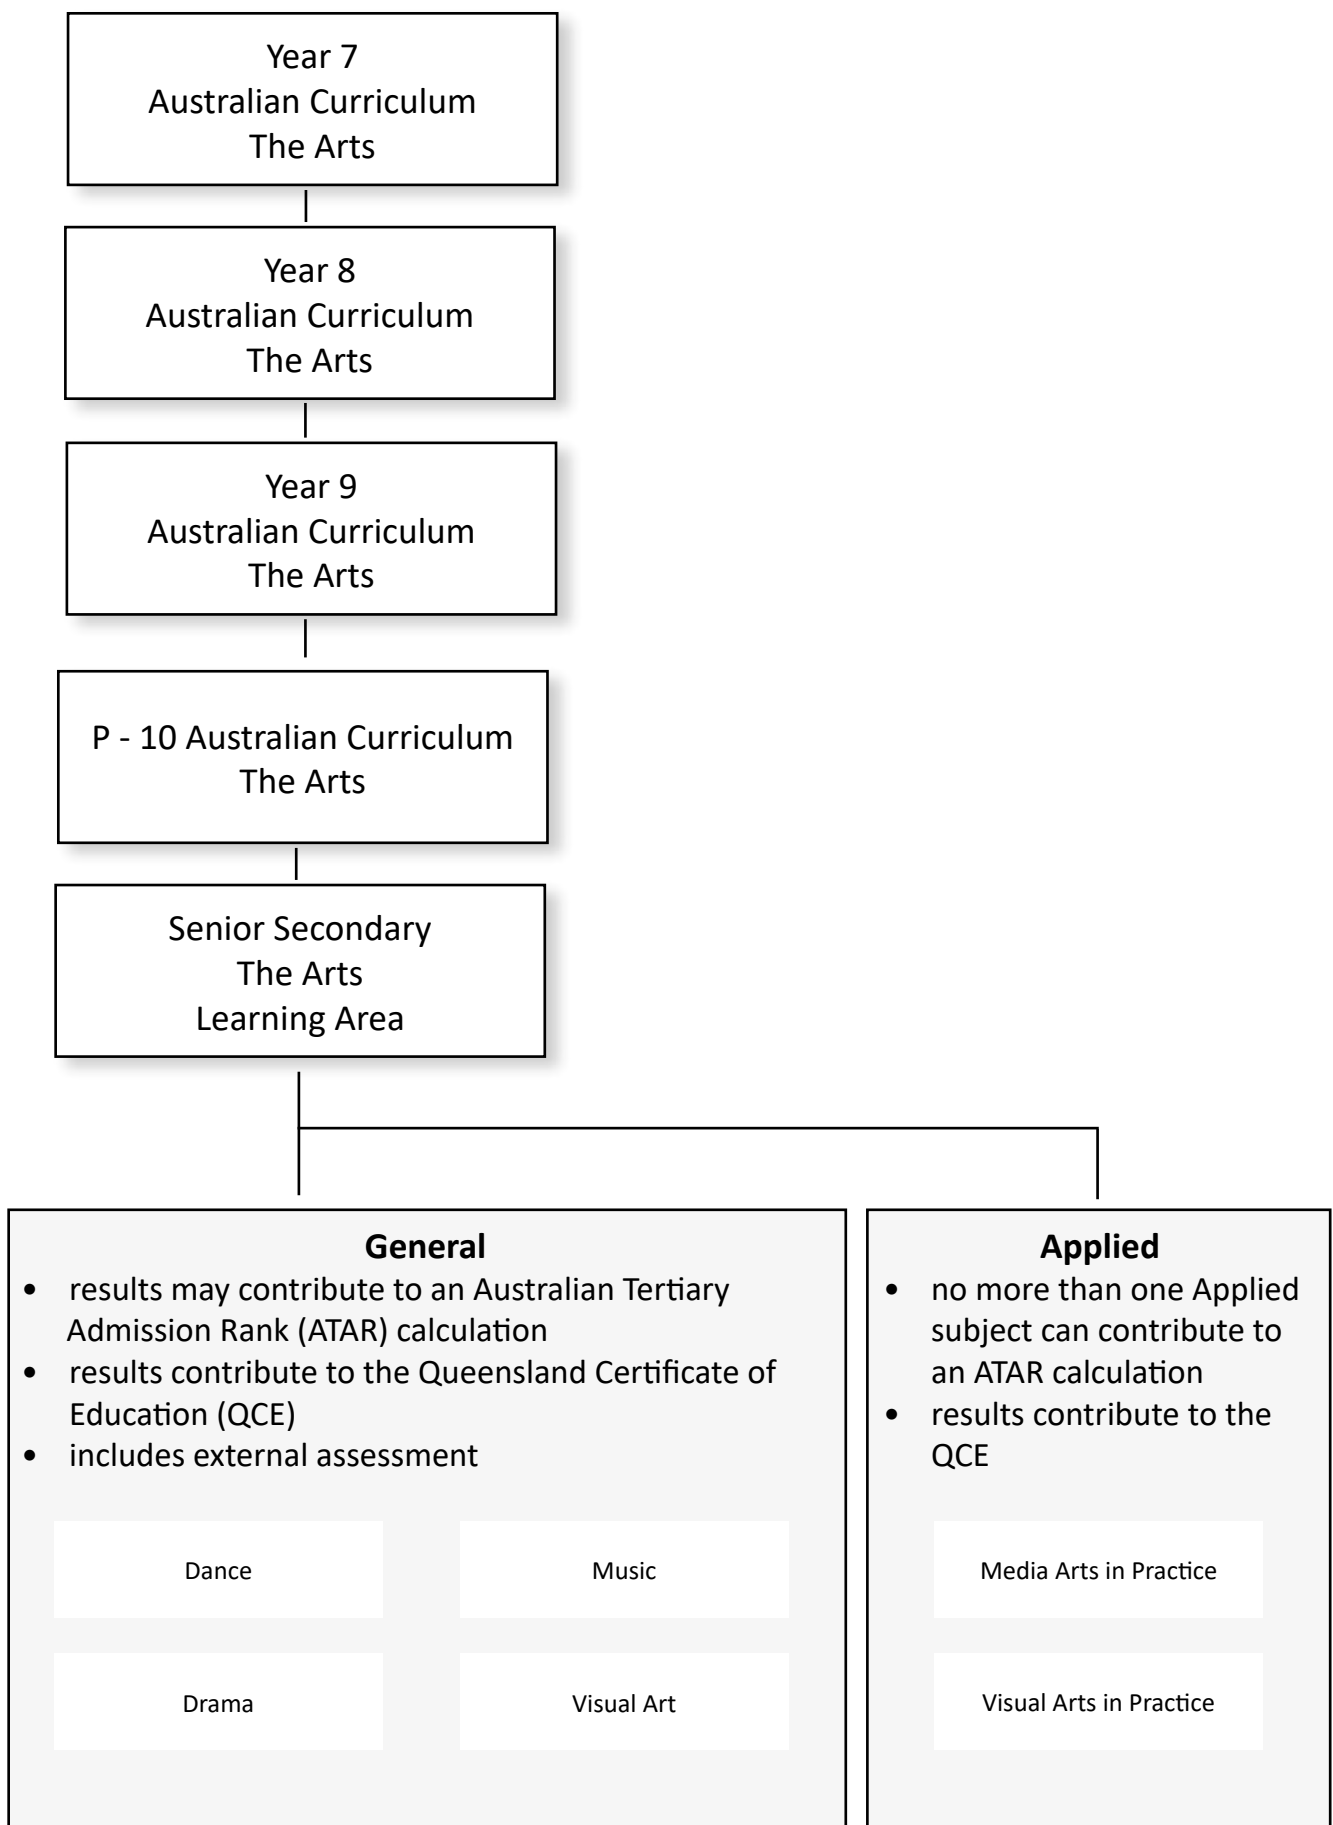 Year 7
Australian Curriculum
The Arts
Year 8
Australian Curriculum
The Arts
Year 9
Australian Curriculum
The Arts
P - 10 Australian Curriculum
The Arts
Senior Secondary
The Arts
Learning Area
General
• results may contribute to an Australian Tertiary
Admission Rank (ATAR) calculation
• results contribute to the Queensland Certificate of
Education (QCE)
• includes external assessment
Dance
Music
Drama
Visual Art
Applied
• no more than one Applied
subject can contribute to
an ATAR calculation
• results contribute to the
QCE
Media Arts in Practice
Visual Arts in Practice